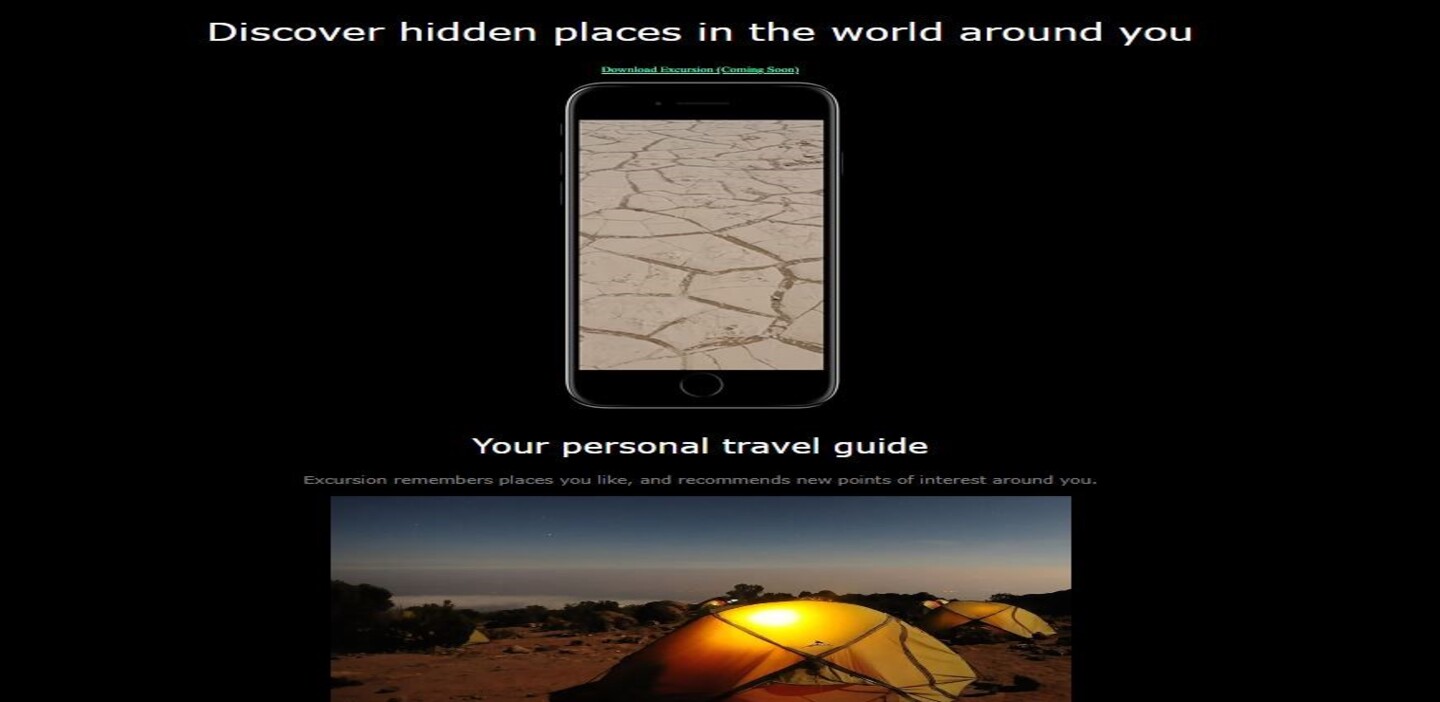 Discover hidden places in the world around you
Download Excursion (Coming Soon)
Your personal travel guide
Excursion remembers places you like, and recommends new points of interest around you.